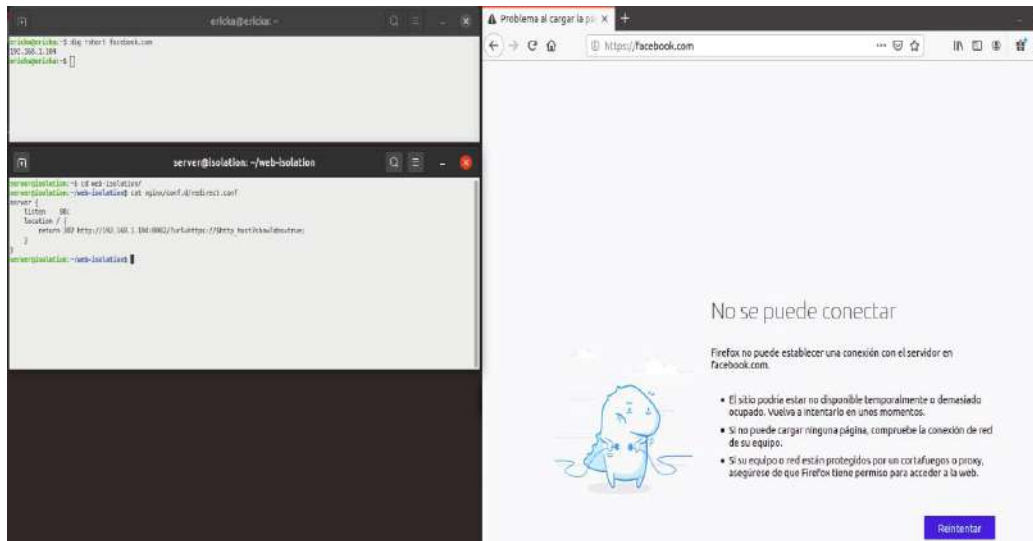 ericka@ericka: ~
ericka@ericka:~$ dig +short facebook.com
192.168.1.104
ericka@ericka:~$
server@isolation: ~/web-isolation
server@isolation:~$ cd web-isolation/
server@isolation:~/web-isolation$ cat nginx/conf.d/redirect.conf
server {
listen 80;
location / {
return 302
}
}
server@isolation:~/web-isolation$
Problema al cargar la pá
https://facebook.com
No se puede conectar
Firefox no puede establecer una conexión con el servidor en
facebook.com.
• El sitio podría estar no disponible temporalmente o demasiado
ocupado. Vuelva a intentarlo en unos momentos.
• Si no puede cargar ninguna página, compruebe la conexión de red
de su equipo.
• Si su equipo o red están protegidos por un cortafuegos o proxy,
asegúrese de que Firefox tiene permiso para acceder a la web.
Reintentar